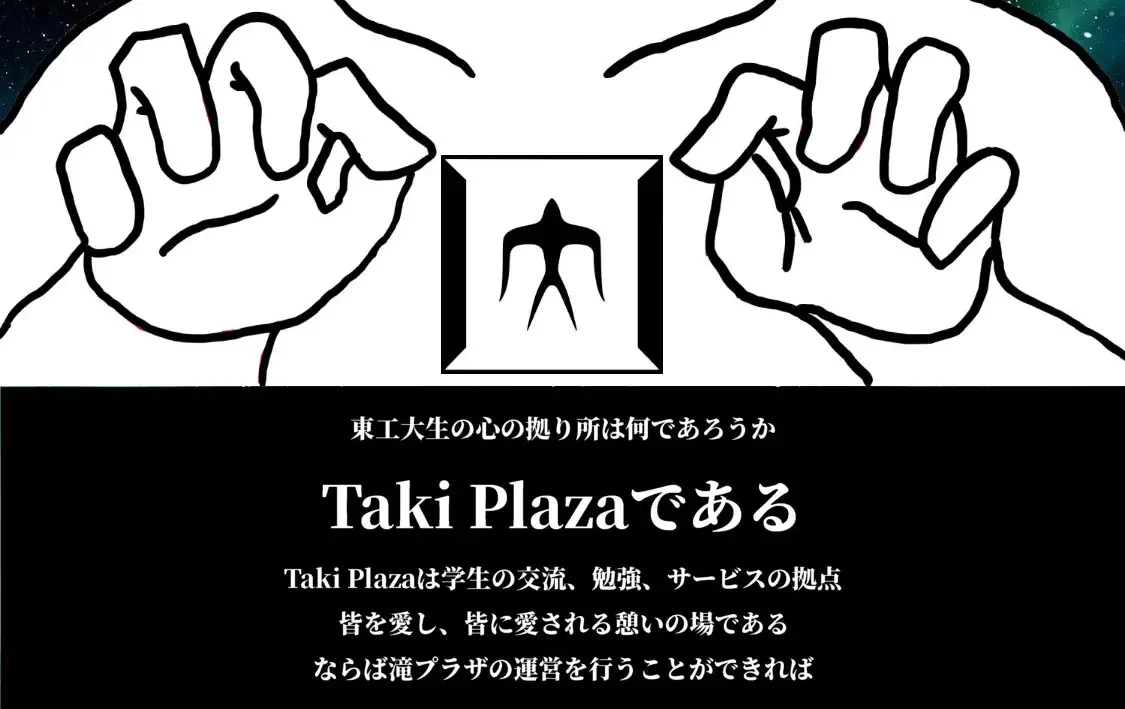 東工大生の心の拠り所は何であろうか
Taki Plazaである
Taki Plazaは学生の交流、勉強、サービスの拠点
皆を愛し、皆に愛される憩いの場である
ならば滝プラザの運営を行うことができれば